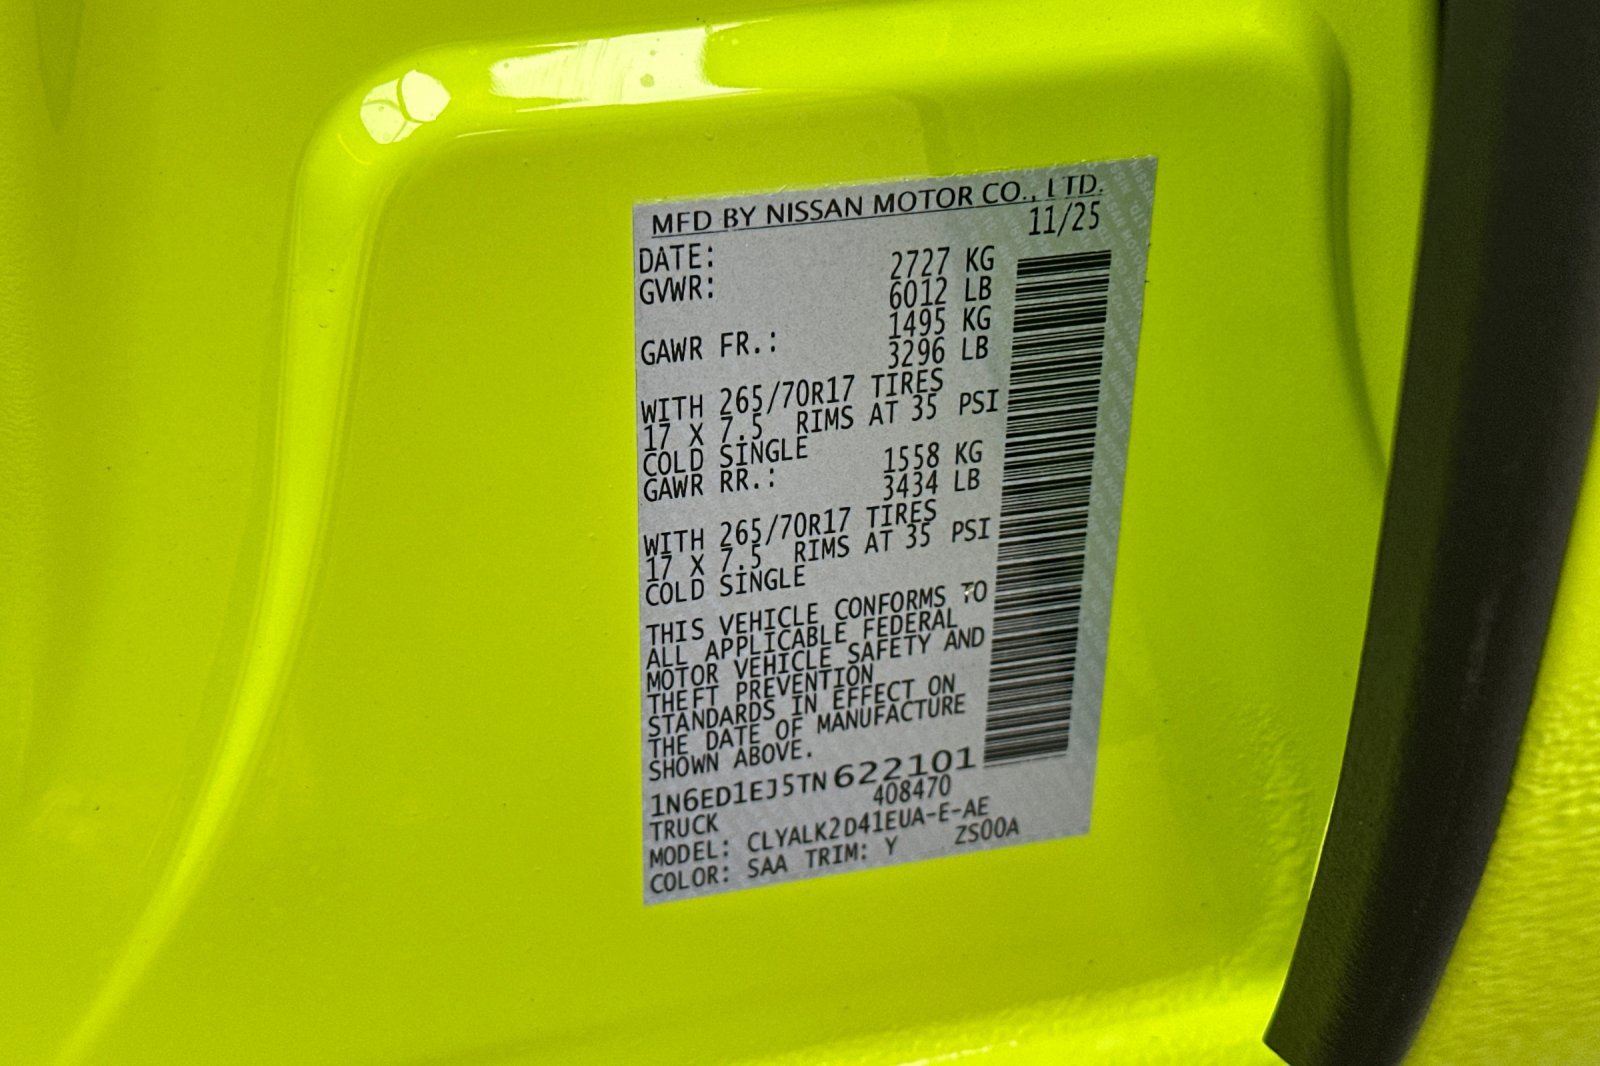 MFD BY NISSAN MOTOR CO., LTD.
DATE: 11/25
GVWR: 2727 KG
6012 LB
GAWR FR.: 1495 KG
3296 LB
WITH 265/70R17 TIRES
17 X 7.5 RIMS AT 35 PSI
COLD SINGLE
GAWR RR.: 1558 KG
3434 LB
WITH 265/70R17 TIRES
17 X 7.5 RIMS AT 35 PSI
COLD SINGLE
THIS VEHICLE CONFORMS TO
ALL APPLICABLE FEDERAL
MOTOR VEHICLE SAFETY AND
THEFT PREVENTION
STANDARDS IN EFFECT ON
THE DATE OF MANUFACTURE
SHOWN ABOVE.
1N6ED1EJ5TN622101
TRUCK 408470
MODEL: CLYALK2D41EUA-E-AE
COLOR: SAA TRIM: Y ZS00A